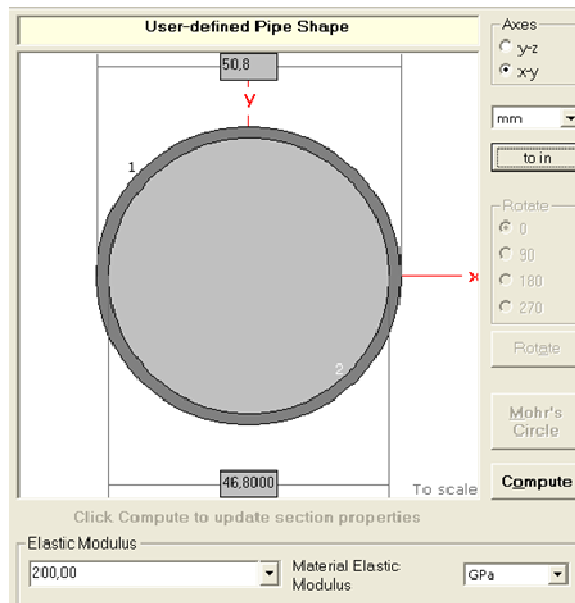 User-defined Pipe Shape
50,8
y
1
x
2
46,8000
To scale
Click Compute to update section properties
Elastic Modulus
200,00
Material Elastic
Modulus
GPa
Axes
y-z
x-y
mm
to in
Rotate
0
90
180
270
Rotate
Mohr's
Circle
Compute